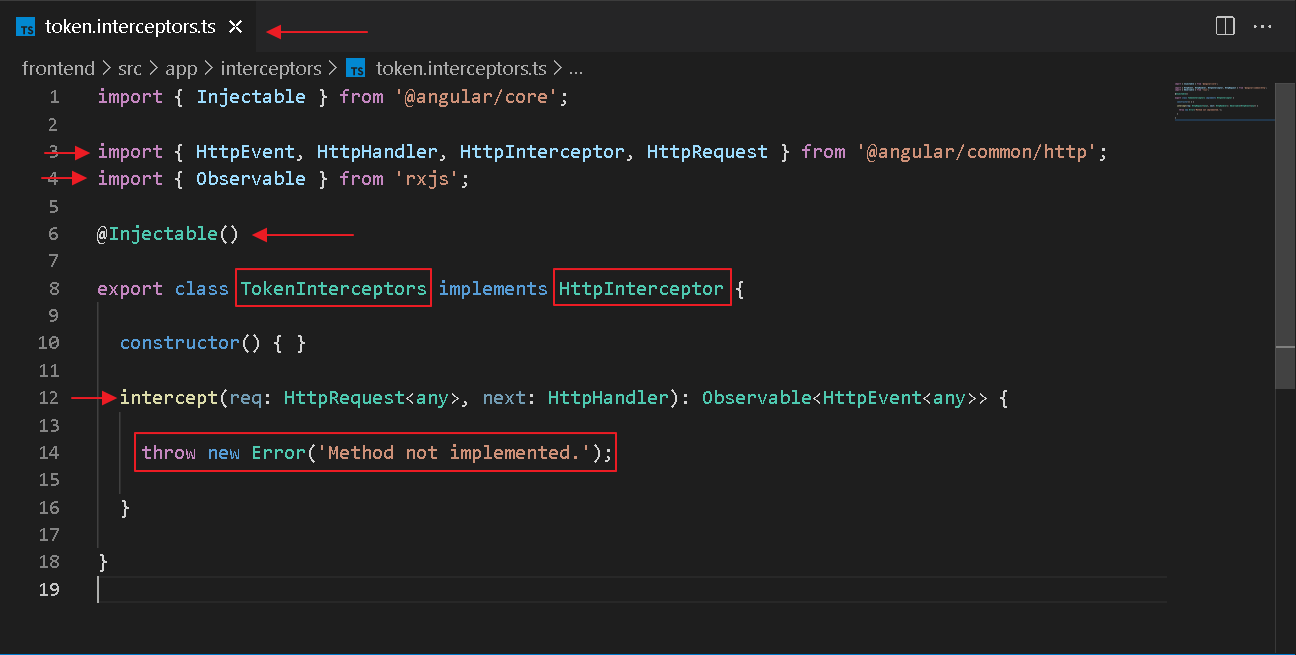 TS token.interceptors.ts ×
frontend > src > app > interceptors > TS token.interceptors.ts > ...
1 import { Injectable } from '@angular/core';
2
3 import { HttpEvent, HttpHandler, HttpInterceptor, HttpRequest } from '@angular/common/http';
4 import { Observable } from 'rxjs';
5
6 @Injectable()
7
8 export class TokenInterceptors implements HttpInterceptor {
9
10 constructor() { }
11
12 intercept(req: HttpRequest<any>, next: HttpHandler): Observable<HttpEvent<any>> {
13
14 throw new Error('Method not implemented.');
15
16 }
17
18 }
19